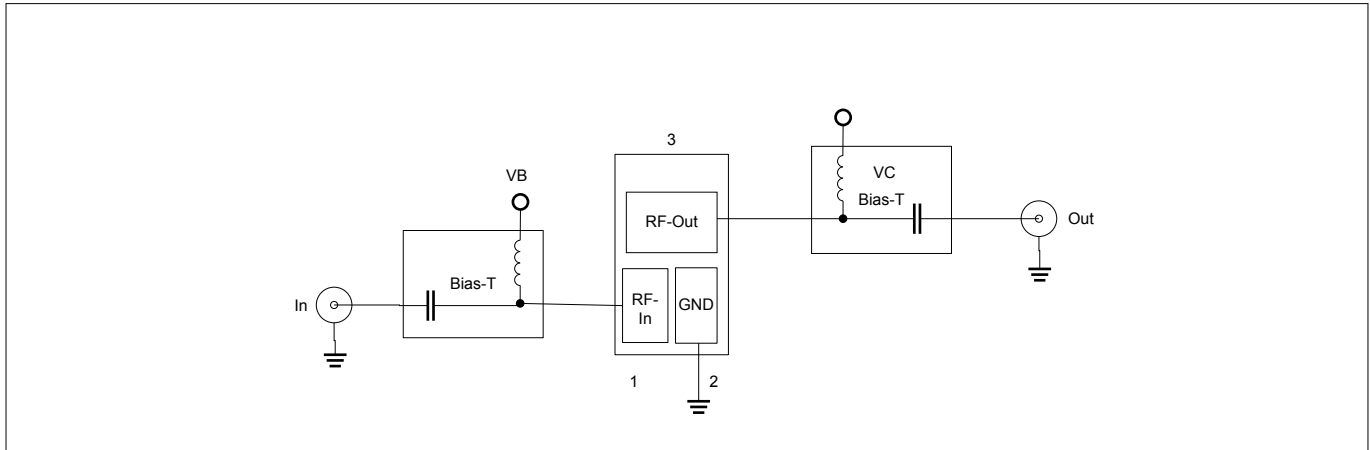 3
VC
VB
Bias-T
RF-Out
Out
Bias-T
RF-
In
GND
In
1
2